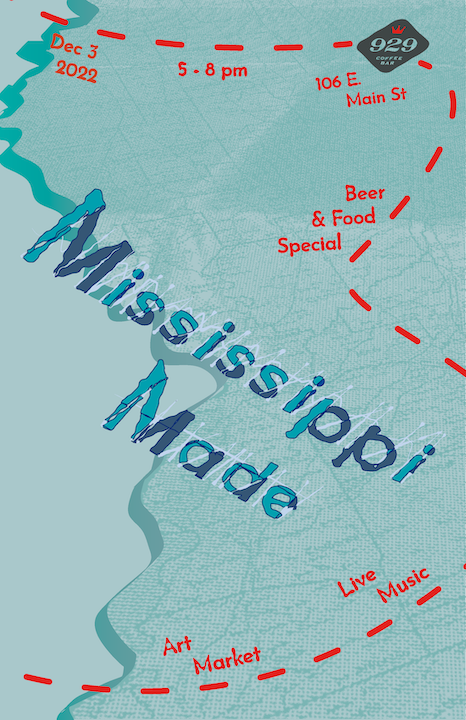 Dec 3
2022
5 - 8 pm
929
COFFEE
BAR
106 E.
Main St
Beer
& Food
Special
Mississippi
Made
Live
Music
Art
Market